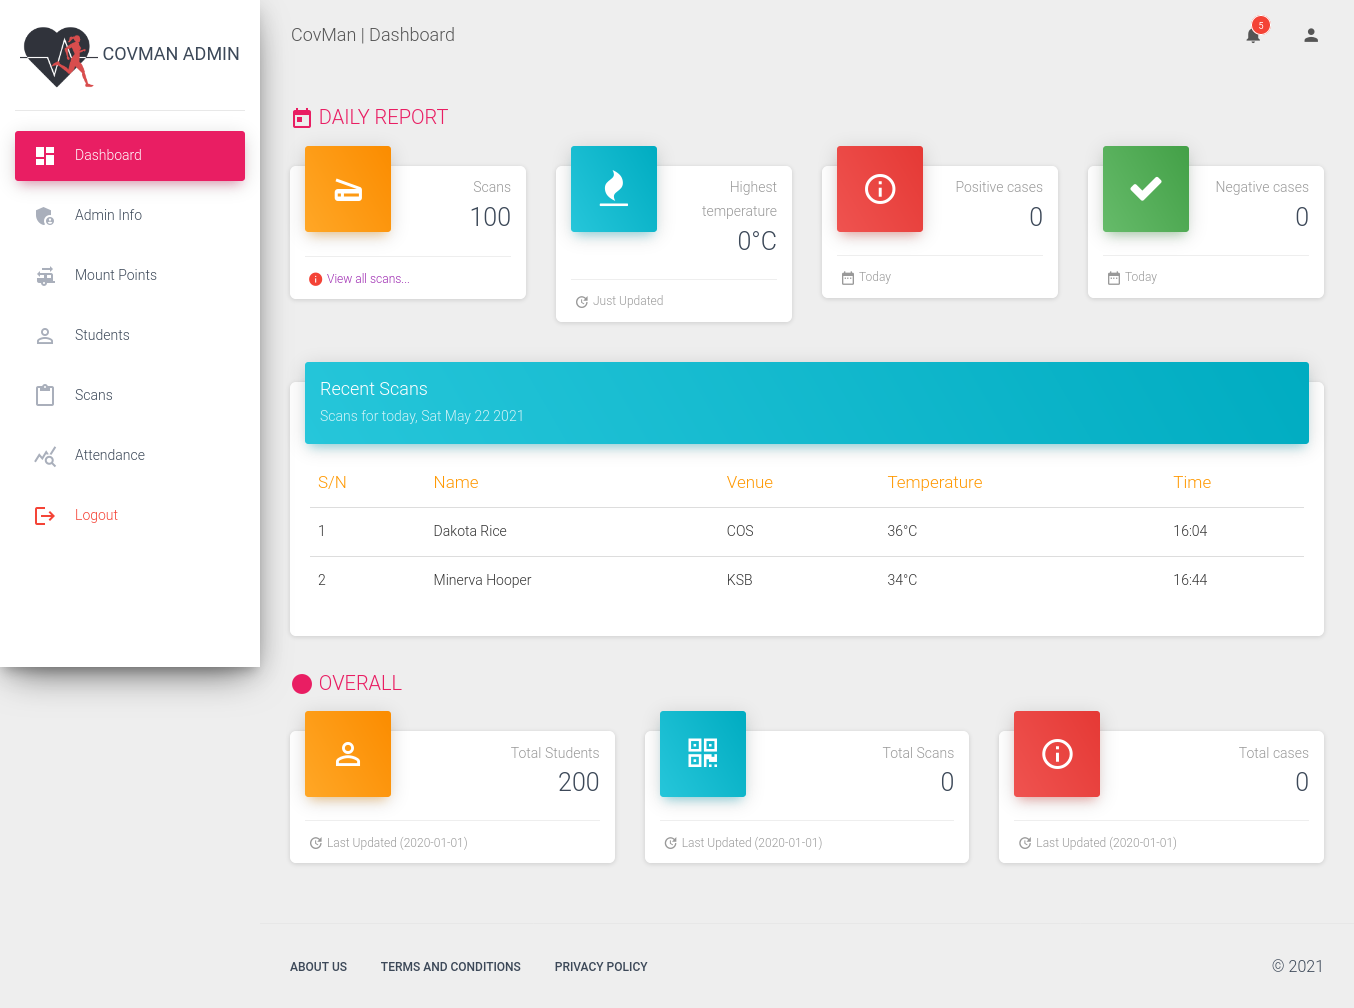 COVMAN ADMIN
Dashboard
Admin Info
Mount Points
Students
Scans
Attendance
Logout
CovMan | Dashboard
5
DAILY REPORT
Scans
100
View all scans...
Highest
temperature
0°C
Just Updated
Positive cases
0
Today
Negative cases
0
Today
Recent Scans
Scans for today, Sat May 22 2021
S/N Name Venue Temperature Time
1 Dakota Rice COS 36°C 16:04
2 Minerva Hooper KSB 34°C 16:44
OVERALL
Total Students
200
Last Updated (2020-01-01)
Total Scans
0
Last Updated (2020-01-01)
Total cases
0
Last Updated (2020-01-01)
ABOUT US TERMS AND CONDITIONS PRIVACY POLICY © 2021